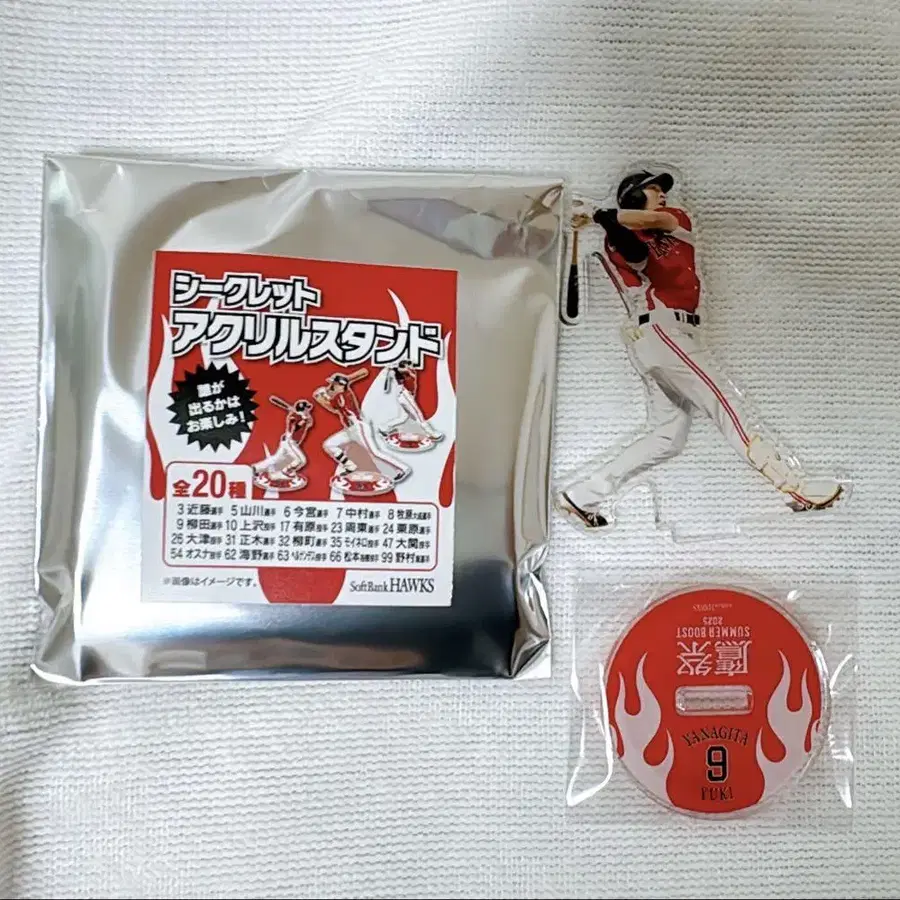 シークレット
アクリルスタンド
誰が
出るかは
お楽しみ!
全20種
3 近藤選手 5 山川選手 6 今宮選手 7 中村選手 8 牧原大成選手
9 柳田選手 10 上沢投手 17 有原投手 23 周東選手 24 栗原選手
26 大津投手 31 正木選手 32 柳町選手 35 モイネロ投手 47 大関投手
54 オスナ投手 62 海野選手 63 ヘルナンデス投手 66 松本投手 99 野村選手
※画像はイメージです。
SoftBank HAWKS
鷹祭
SUMMER BOOST
2025
YANAGITA
9
YUKI